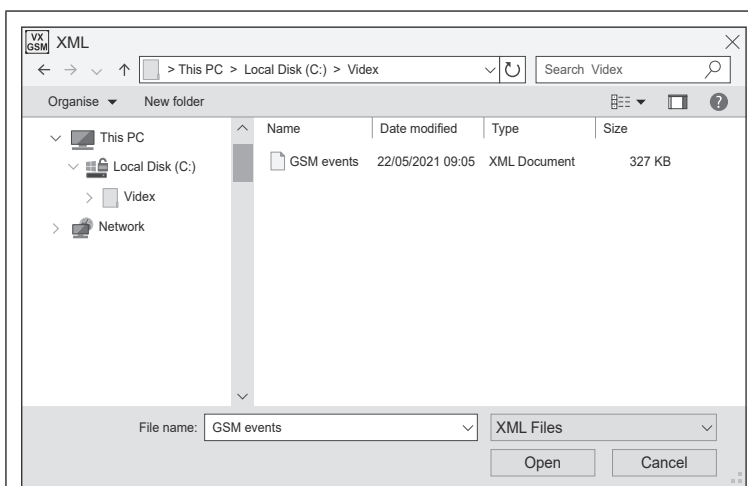 VX
GSM XML
> This PC > Local Disk (C:) > Videx Search Videx
Organise New folder ?
This PC
Local Disk (C:)
Videx
Network
Name Date modified Type Size
GSM events 22/05/2021 09:05 XML Document 327 KB
File name: GSM events XML Files
Open Cancel